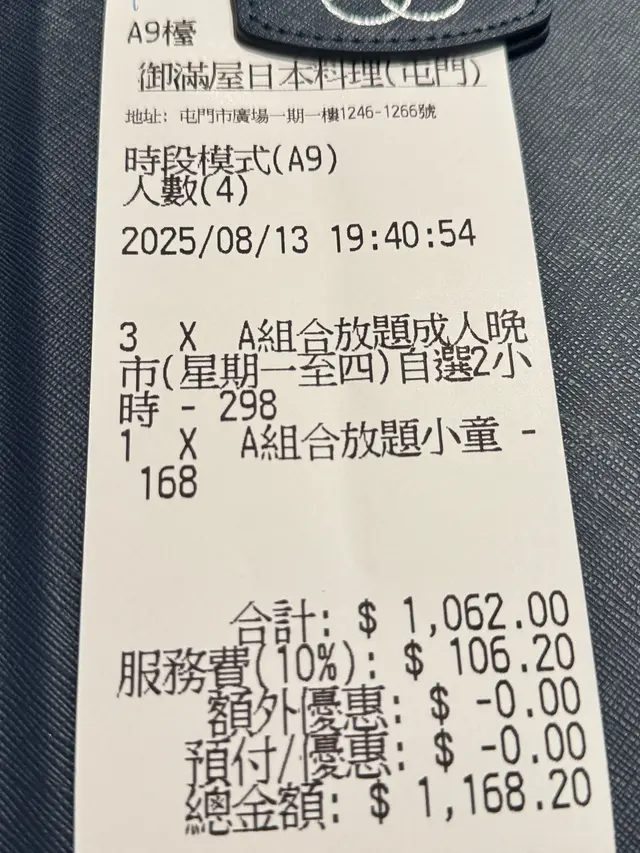 A9檯
御滿屋日本料理(屯門)
地址: 屯門市廣場一期一樓1246-1266號
時段模式(A9)
人數(4)
2025/08/13 19:40:54
3 X A組合放題成人晚
市(星期一至四)自選2小
時 - 298
1 X A組合放題小童 -
168
合計: $ 1,062.00
服務費(10%): $ 106.20
額外優惠: $ -0.00
預付/優惠: $ -0.00
總金額: $ 1,168.20